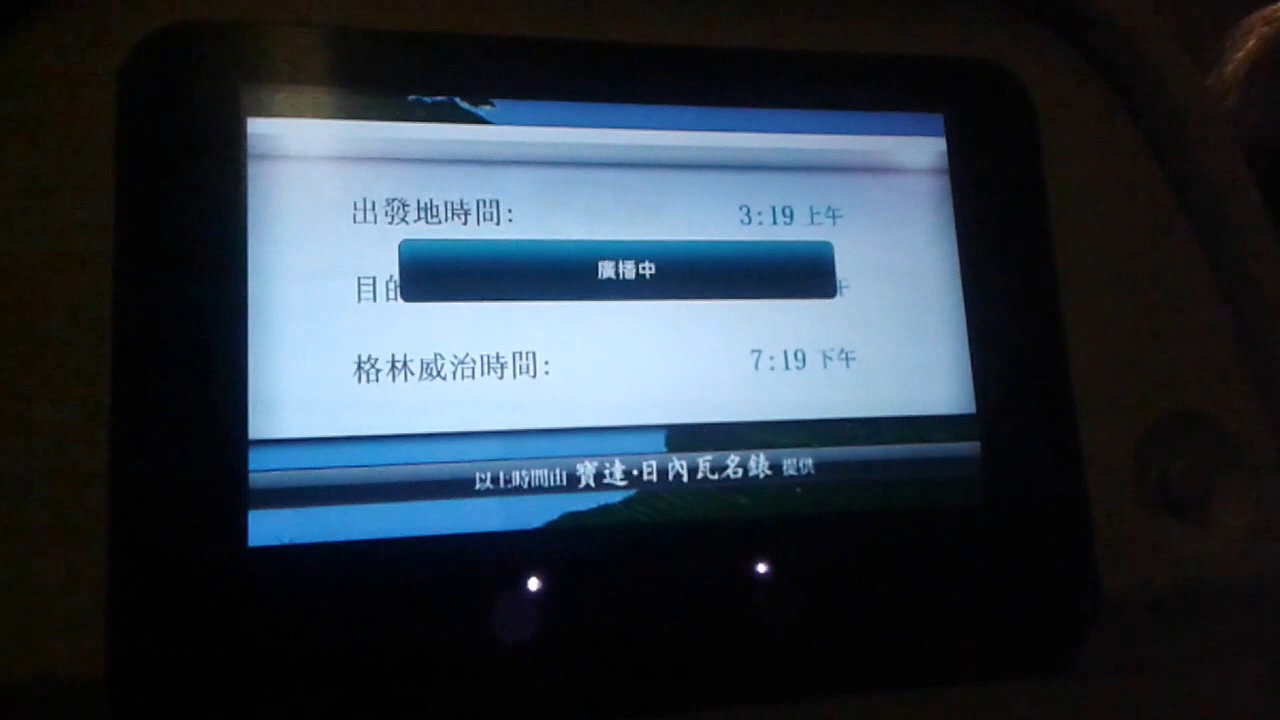 出發地時間: 3:19 上午
廣播中
目的 午
格林威治時間: 7:19 下午
以上時間由 寶達·日內瓦名錶 提供